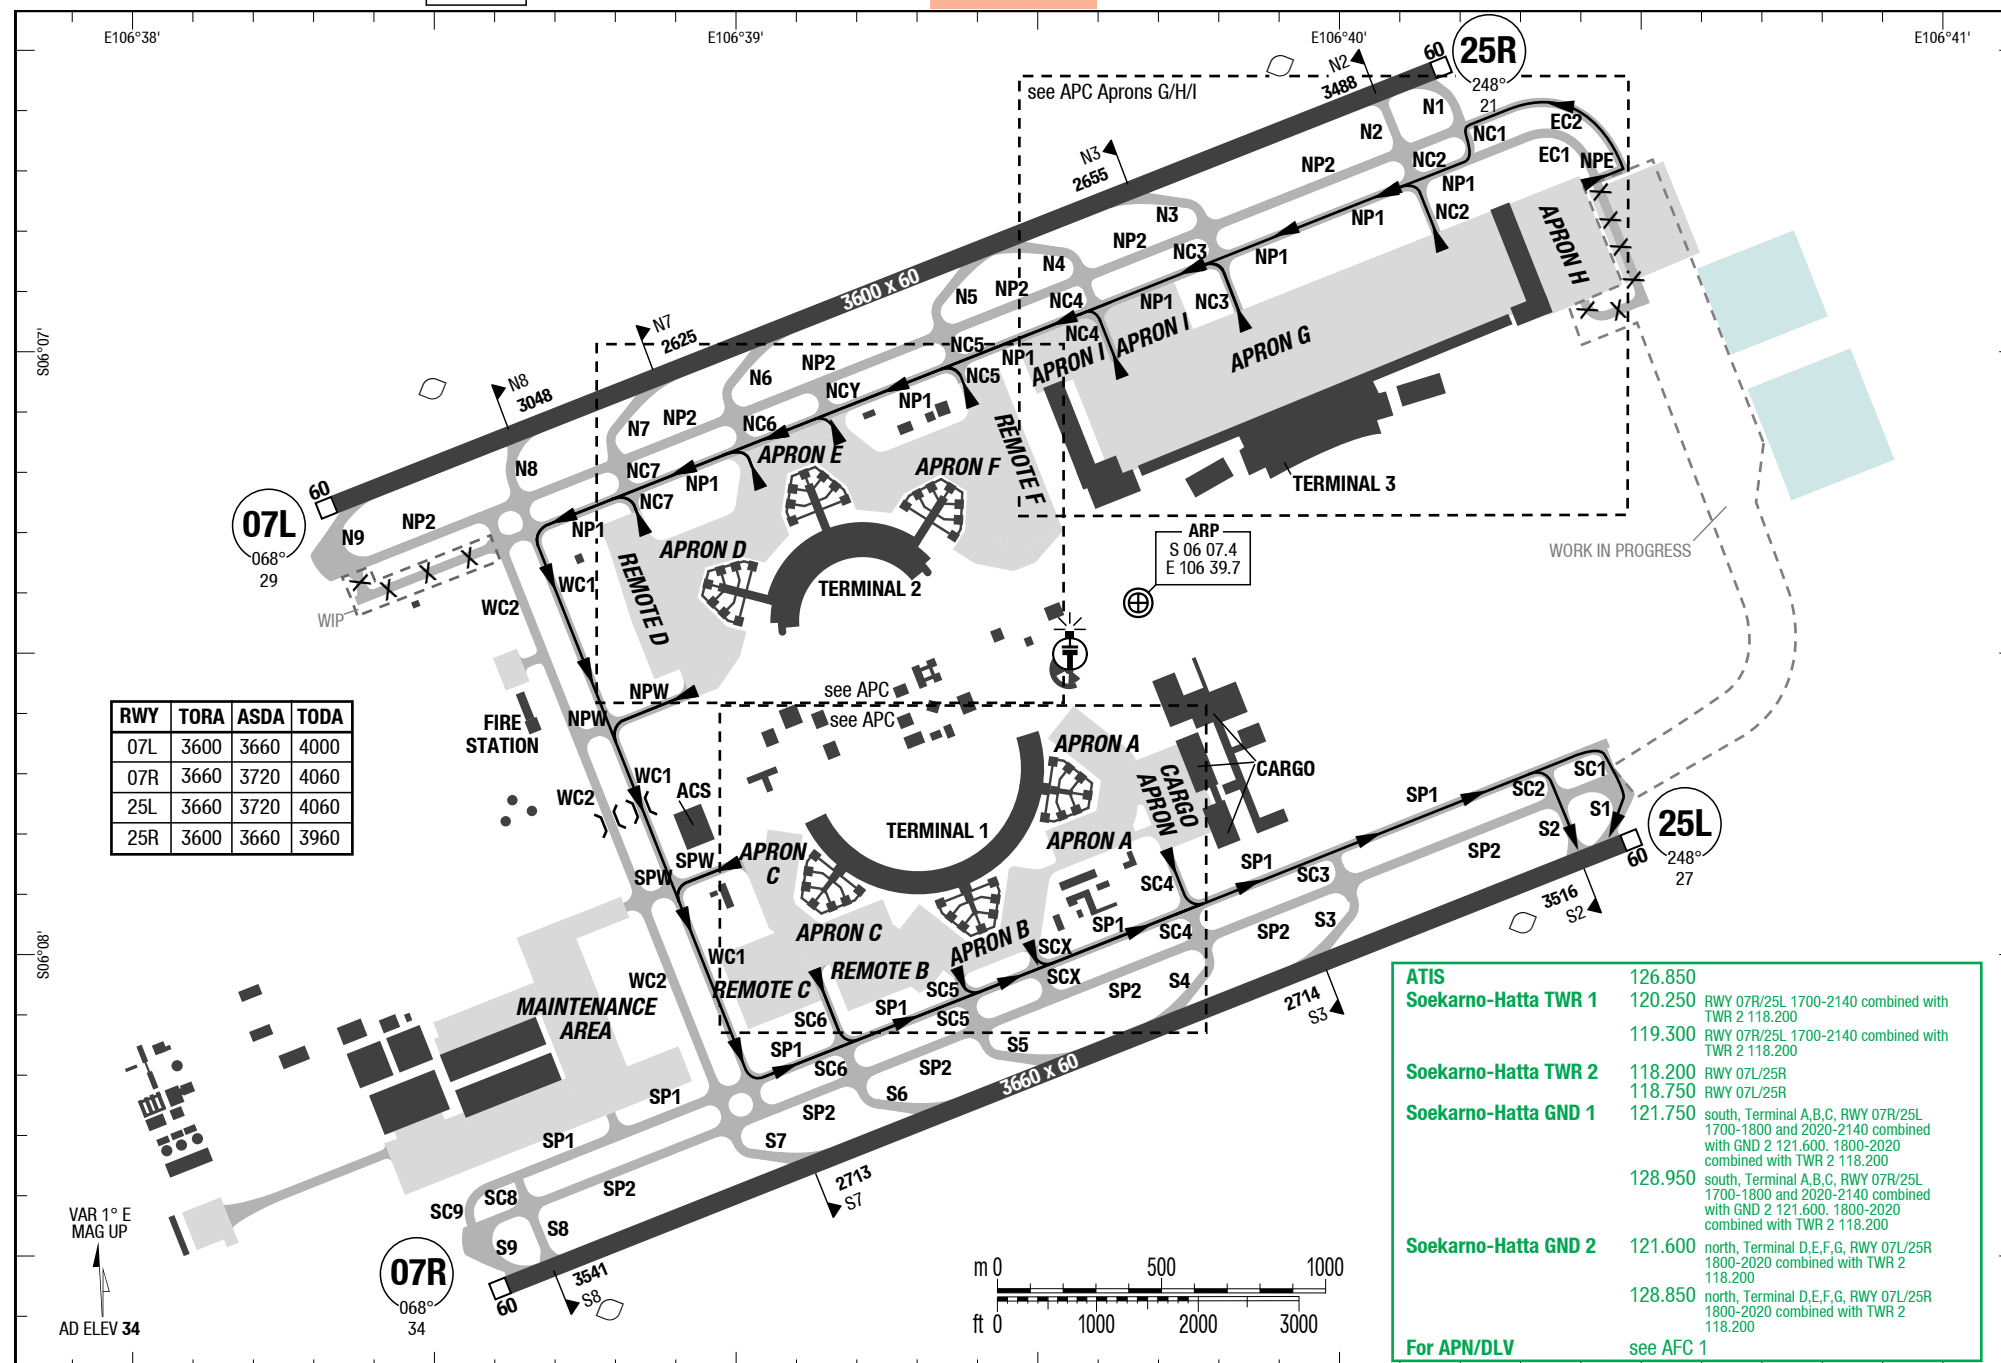 E106°38'
E106°39'
E106°40'
E106°41'
S06°07'
S06°08'
see APC Aprons G/H/I
25R
248°
21
60
N2
3488
N3
2655
N7
2625
N8
3048
3600 x 60
07L
068°
29
60
N1
N2
NC1
EC2
EC1
NPE
NC2
NP2
NP1
NC2
NP1
N3
NP2
NC3
NP1
N4
N5
NP2
NC4
NP1
NC3
NC4
APRON I
APRON I
APRON G
APRON H
NC5
NP1
NC5
N6
NP2
NCY
NP1
NC6
N7
NP2
NC7
NP1
NC7
N8
NP1
N9
NP2
WIP
APRON E
APRON F
REMOTE F
APRON D
REMOTE D
TERMINAL 2
TERMINAL 3
ARP
S 06 07.4
E 106 39.7
WORK IN PROGRESS
WC1
WC2
NPW
NPW
see APC
see APC
FIRE
STATION
RWY TORA ASDA TODA
07L 3600 3660 4000
07R 3660 3720 4060
25L 3660 3720 4060
25R 3600 3660 3960
WC1
WC2
ACS
SPW
SPW
APRON
C
TERMINAL 1
APRON A
CARGO
APRON
CARGO
APRON A
APRON C
APRON B
REMOTE B
REMOTE C
WC1
WC2
MAINTENANCE
AREA
SC1
SC2
SP1
S1
S2
SP2
25L
248°
27
60
3516
S2
SP1
SC3
SC4
SP1
SC4
SP2
S3
SCX
SCX
SP2
S4
SC5
SC5
SP1
SC6
SP1
SC6
SP2
S5
S6
2714
S3
3660 x 60
SP2
S7
SP1
SP1
SP2
2713
S7
SC8
SC9
S8
S9
3541
S8
07R
068°
34
60
VAR 1° E
MAG UP
AD ELEV 34
m 0 500 1000
ft 0 1000 2000 3000
ATIS 126.850
Soekarno-Hatta TWR 1 120.250 RWY 07R/25L 1700-2140 combined with
TWR 2 118.200
119.300 RWY 07R/25L 1700-2140 combined with
TWR 2 118.200
Soekarno-Hatta TWR 2 118.200 RWY 07L/25R
118.750 RWY 07L/25R
Soekarno-Hatta GND 1 121.750 south, Terminal A,B,C, RWY 07R/25L
1700-1800 and 2020-2140 combined
with GND 2 121.600. 1800-2020
combined with TWR 2 118.200
128.950 south, Terminal A,B,C, RWY 07R/25L
1700-1800 and 2020-2140 combined
with GND 2 121.600. 1800-2020
combined with TWR 2 118.200
Soekarno-Hatta GND 2 121.600 north, Terminal D,E,F,G, RWY 07L/25R
1800-2020 combined with TWR 2
118.200
128.850 north, Terminal D,E,F,G, RWY 07L/25R
1800-2020 combined with TWR 2
118.200
For APN/DLV see AFC 1